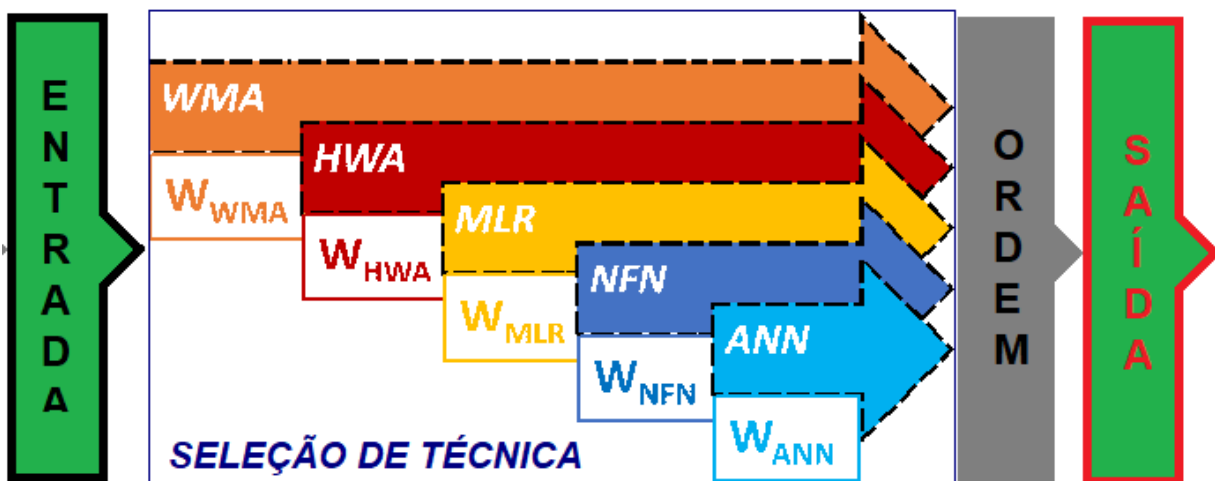 ENTRADA
WMA
W WMA
HWA
W HWA
MLR
W MLR
NFN
W NFN
ANN
W ANN
SELEÇÃO DE TÉCNICA
ORDEM
SAÍDA